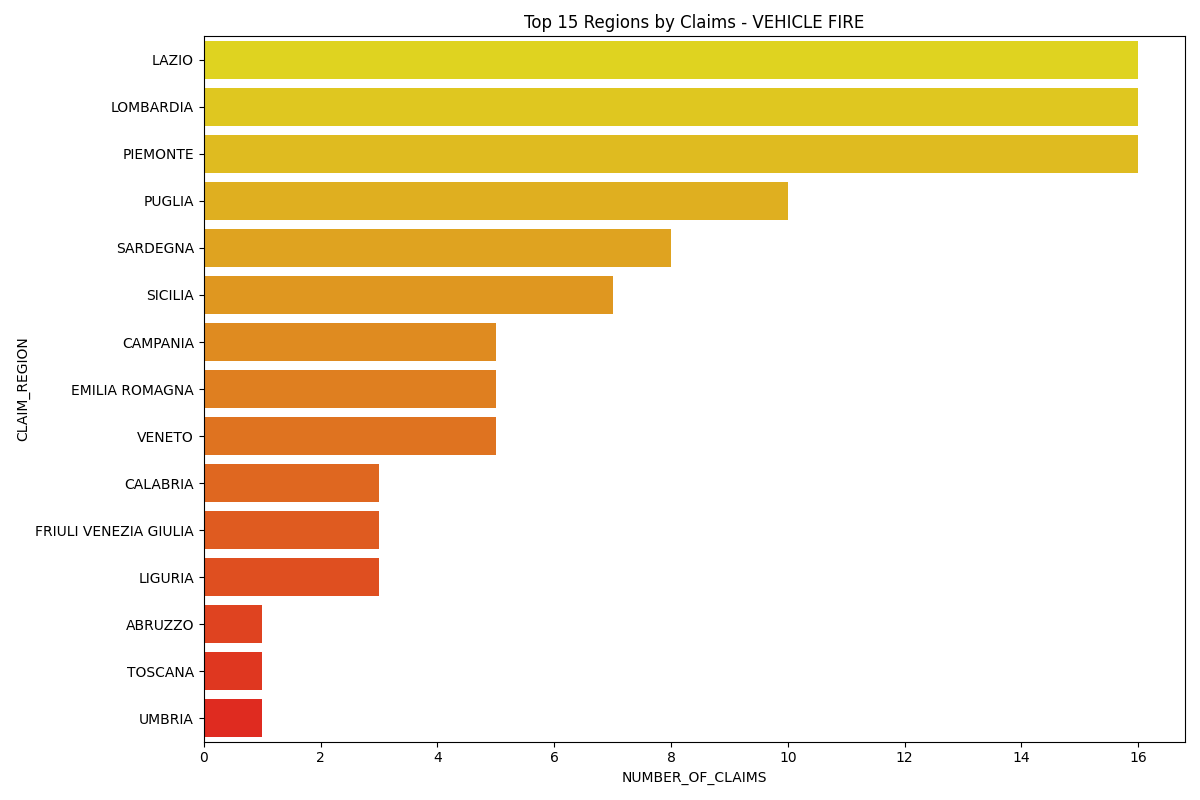 Top 15 Regions by Claims - VEHICLE FIRE
CLAIM_REGION
LAZIO
LOMBARDIA
PIEMONTE
PUGLIA
SARDEGNA
SICILIA
CAMPANIA
EMILIA ROMAGNA
VENETO
CALABRIA
FRIULI VENEZIA GIULIA
LIGURIA
ABRUZZO
TOSCANA
UMBRIA
0 2 4 6 8 10 12 14 16
NUMBER_OF_CLAIMS